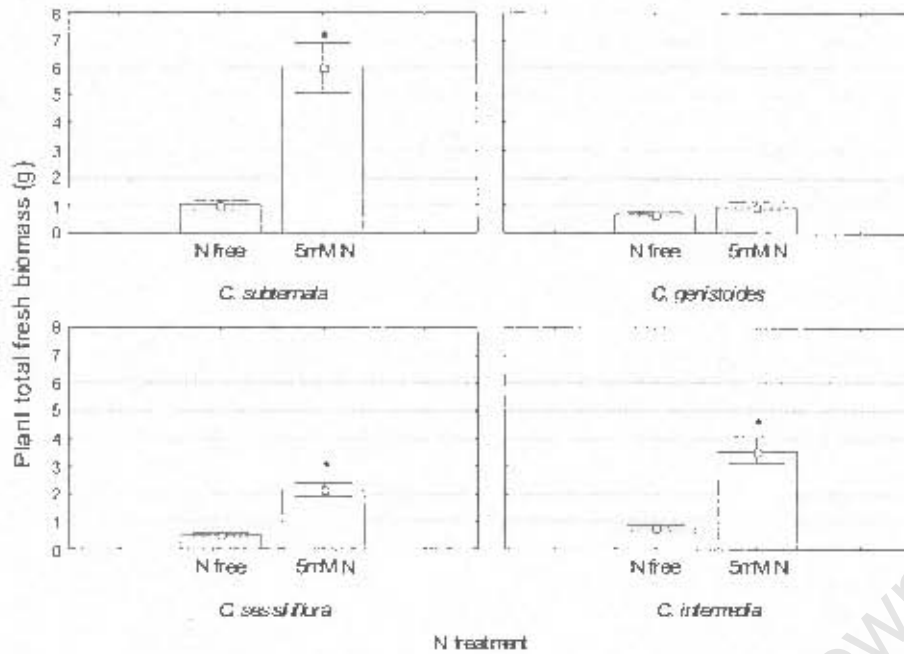 Plant total fresh biomass (g)
8
7
6
5
4
3
2
1
0
N free 5mM N
C. subternata
N free 5mM N
C. genistoides
8
7
6
5
4
3
2
1
0
N free 5mM N
C. sessiliflora
N free 5mM N
C. intermedia
N treatment